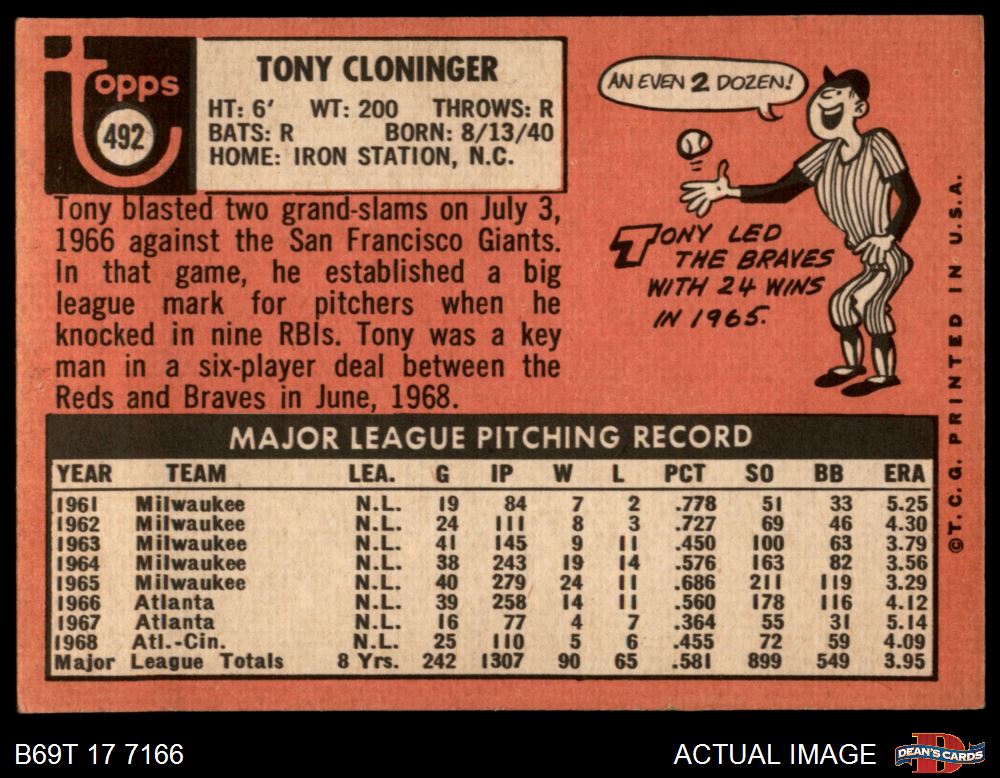 Topps
492
TONY CLONINGER
HT: 6' WT: 200 THROWS: R
BATS: R BORN: 8/13/40
HOME: IRON STATION, N.C.
Tony blasted two grand-slams on July 3,
1966 against the San Francisco Giants.
In that game, he established a big
league mark for pitchers when he
knocked in nine RBIs. Tony was a key
man in a six-player deal between the
Reds and Braves in June, 1968.
AN EVEN 2 DOZEN!
TONY LED
THE BRAVES
WITH 24 WINS
IN 1965.
©T.C.G. PRINTED IN U.S.A.
MAJOR LEAGUE PITCHING RECORD
YEAR TEAM LEA. G IP W L PCT SO BB ERA
1961 Milwaukee N.L. 19 84 7 2 .778 51 33 5.25
1962 Milwaukee N.L. 24 111 8 3 .727 69 46 4.30
1963 Milwaukee N.L. 41 145 9 11 .450 100 63 3.79
1964 Milwaukee N.L. 38 243 19 14 .576 163 82 3.56
1965 Milwaukee N.L. 40 279 24 11 .686 211 119 3.29
1966 Atlanta N.L. 39 258 14 11 .560 178 116 4.12
1967 Atlanta N.L. 16 77 4 7 .364 55 31 5.14
1968 Atl.-Cin. N.L. 25 110 5 6 .455 72 59 4.09
Major League Totals 8 Yrs. 242 1307 90 65 .581 899 549 3.95
B69T 17 7166
ACTUAL IMAGE
DEAN'S CARDS